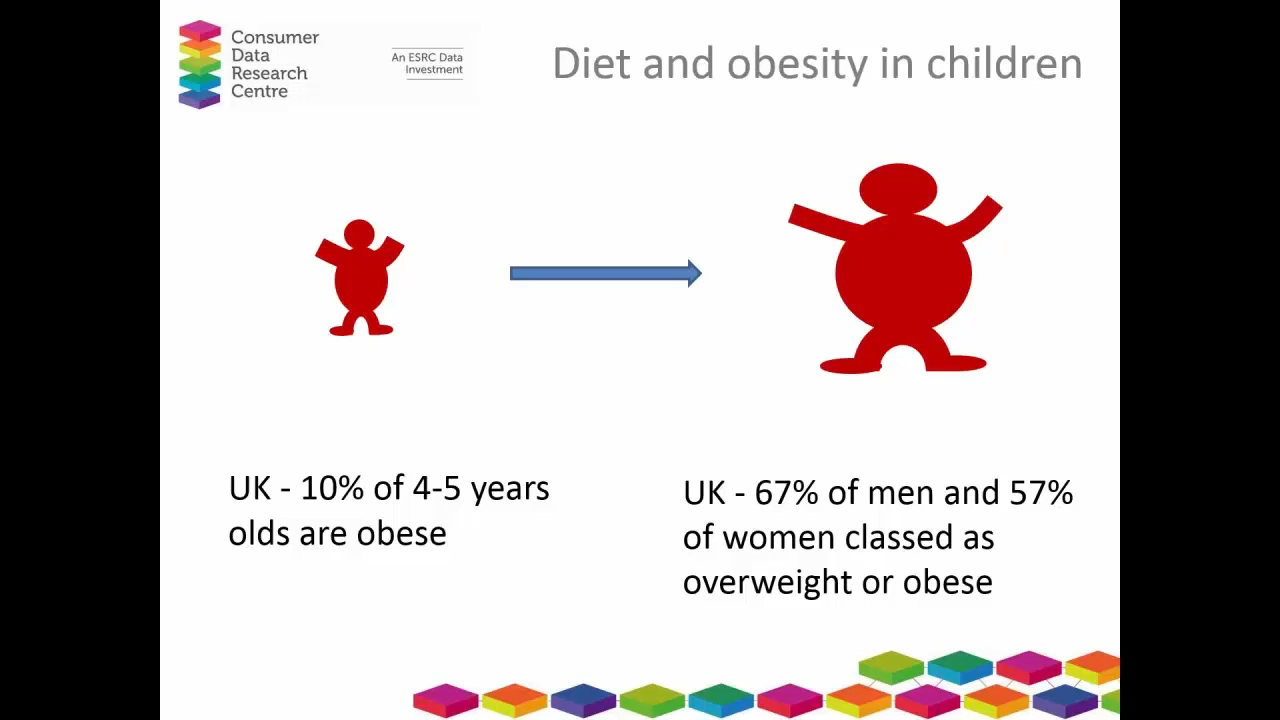 Consumer
Data
Research
Centre
An ESRC Data
Investment
Diet and obesity in children
UK - 10% of 4-5 years
olds are obese
UK - 67% of men and 57%
of women classed as
overweight or obese